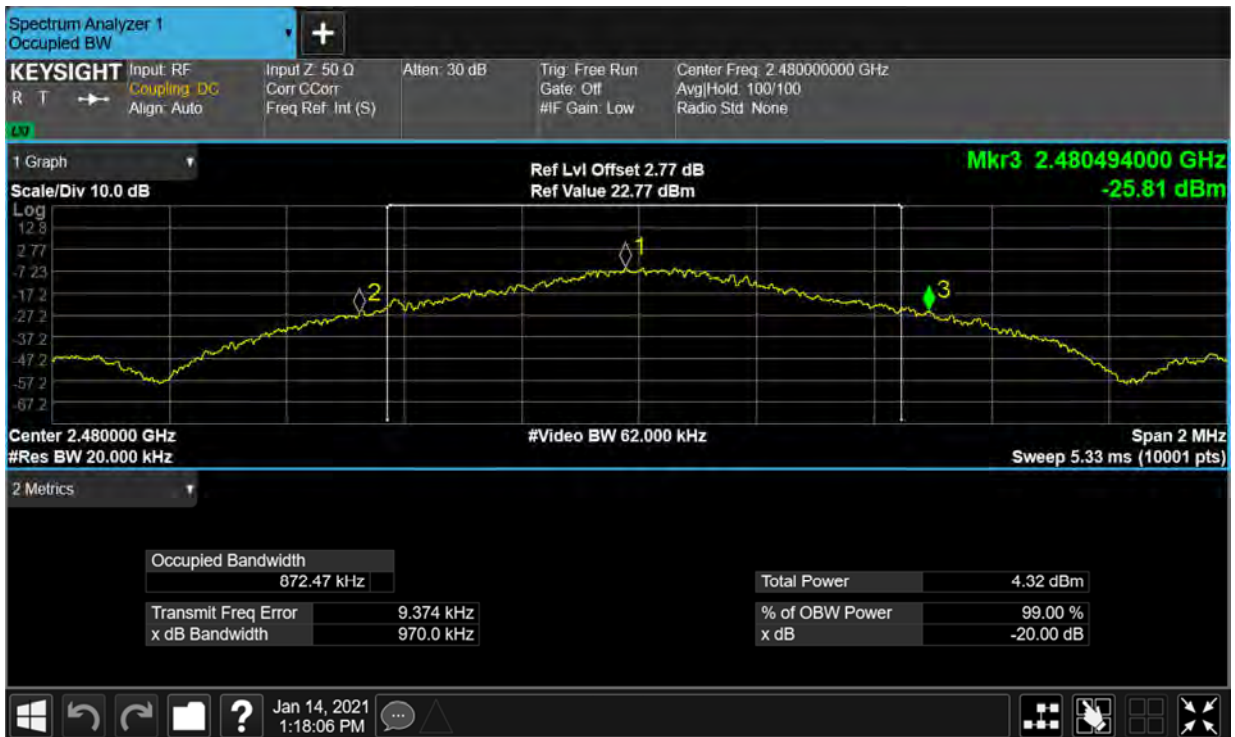 Spectrum Analyzer 1
Occupied BW
+
KEYSIGHT
R T
LXI
Input: RF
Coupling: DC
Align: Auto
Input Z: 50 Ω
Corr CCorr
Freq Ref: Int (S)
Atten: 30 dB
Trig: Free Run
Gate: Off
#IF Gain: Low
Center Freq: 2.480000000 GHz
Avg|Hold: 100/100
Radio Std: None
1 Graph
Scale/Div 10.0 dB
Ref Lvl Offset 2.77 dB
Ref Value 22.77 dBm
Mkr3 2.480494000 GHz
-25.81 dBm
Log
12.8
2.77
-7.23
-17.2
-27.2
-37.2
-47.2
-57.2
-67.2
1
2
3
Center 2.480000 GHz
#Video BW 62.000 kHz
Span 2 MHz
#Res BW 20.000 kHz
Sweep 5.33 ms (10001 pts)
2 Metrics
Occupied Bandwidth
872.47 kHz
Total Power 4.32 dBm
Transmit Freq Error 9.374 kHz
% of OBW Power 99.00 %
x dB Bandwidth 970.0 kHz
x dB -20.00 dB
?
Jan 14, 2021
1:18:06 PM